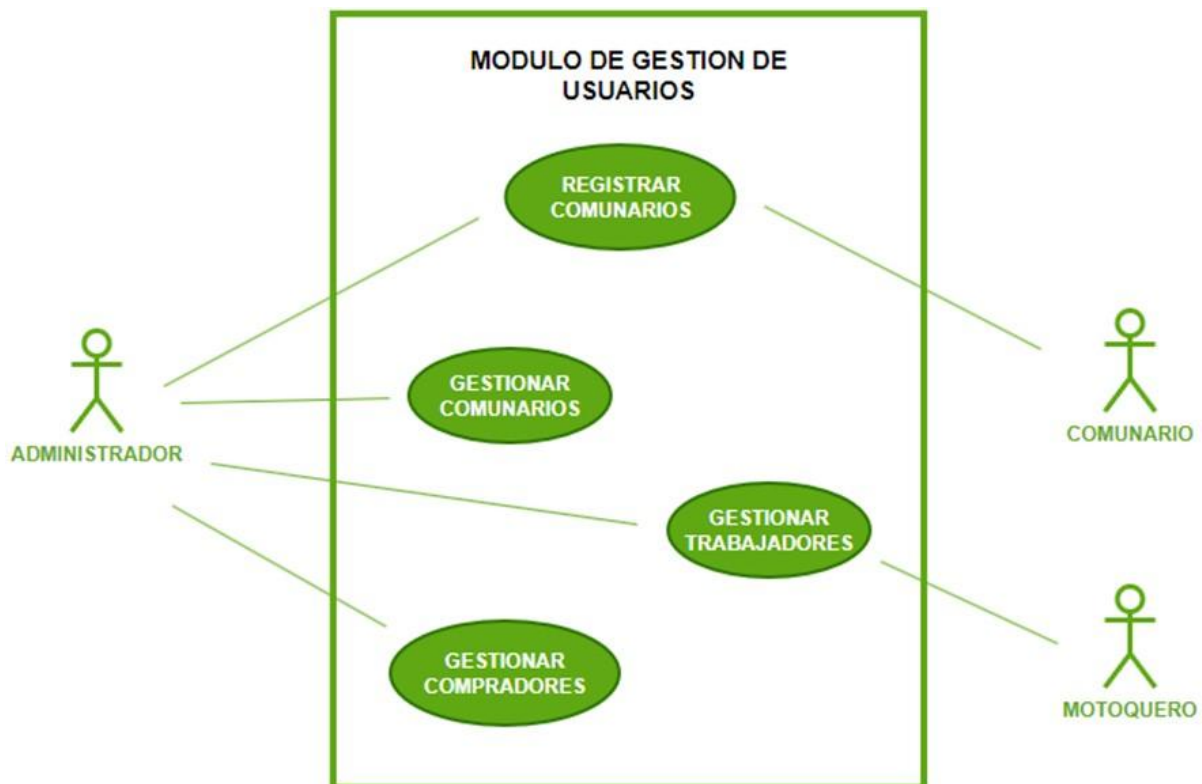 MODULO DE GESTION DE
USUARIOS
REGISTRAR
COMUNARIOS
GESTIONAR
COMUNARIOS
ADMINISTRADOR
COMUNARIO
GESTIONAR
TRABAJADORES
GESTIONAR
COMPRADORES
MOTOQUERO